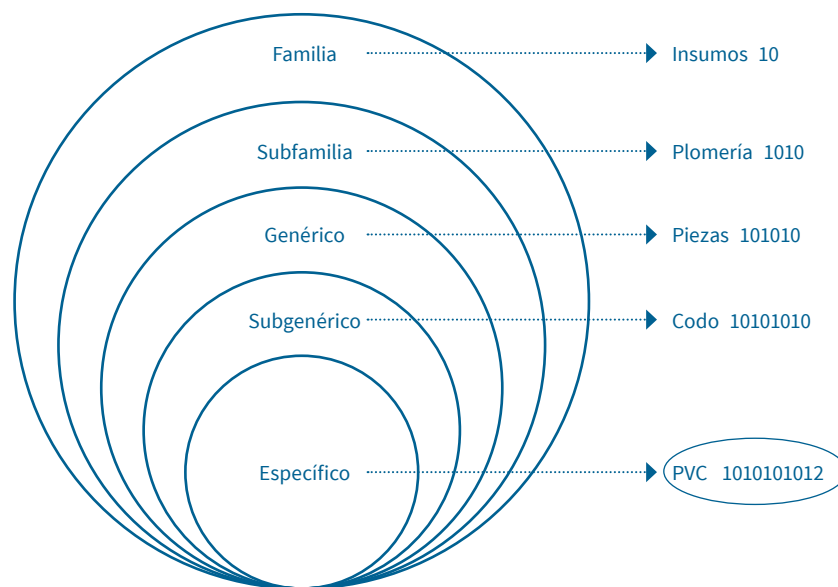 Familia Insumos 10
Subfamilia Plomería 1010
Genérico Piezas 101010
Subgenérico Codo 10101010
Específico PVC 1010101012